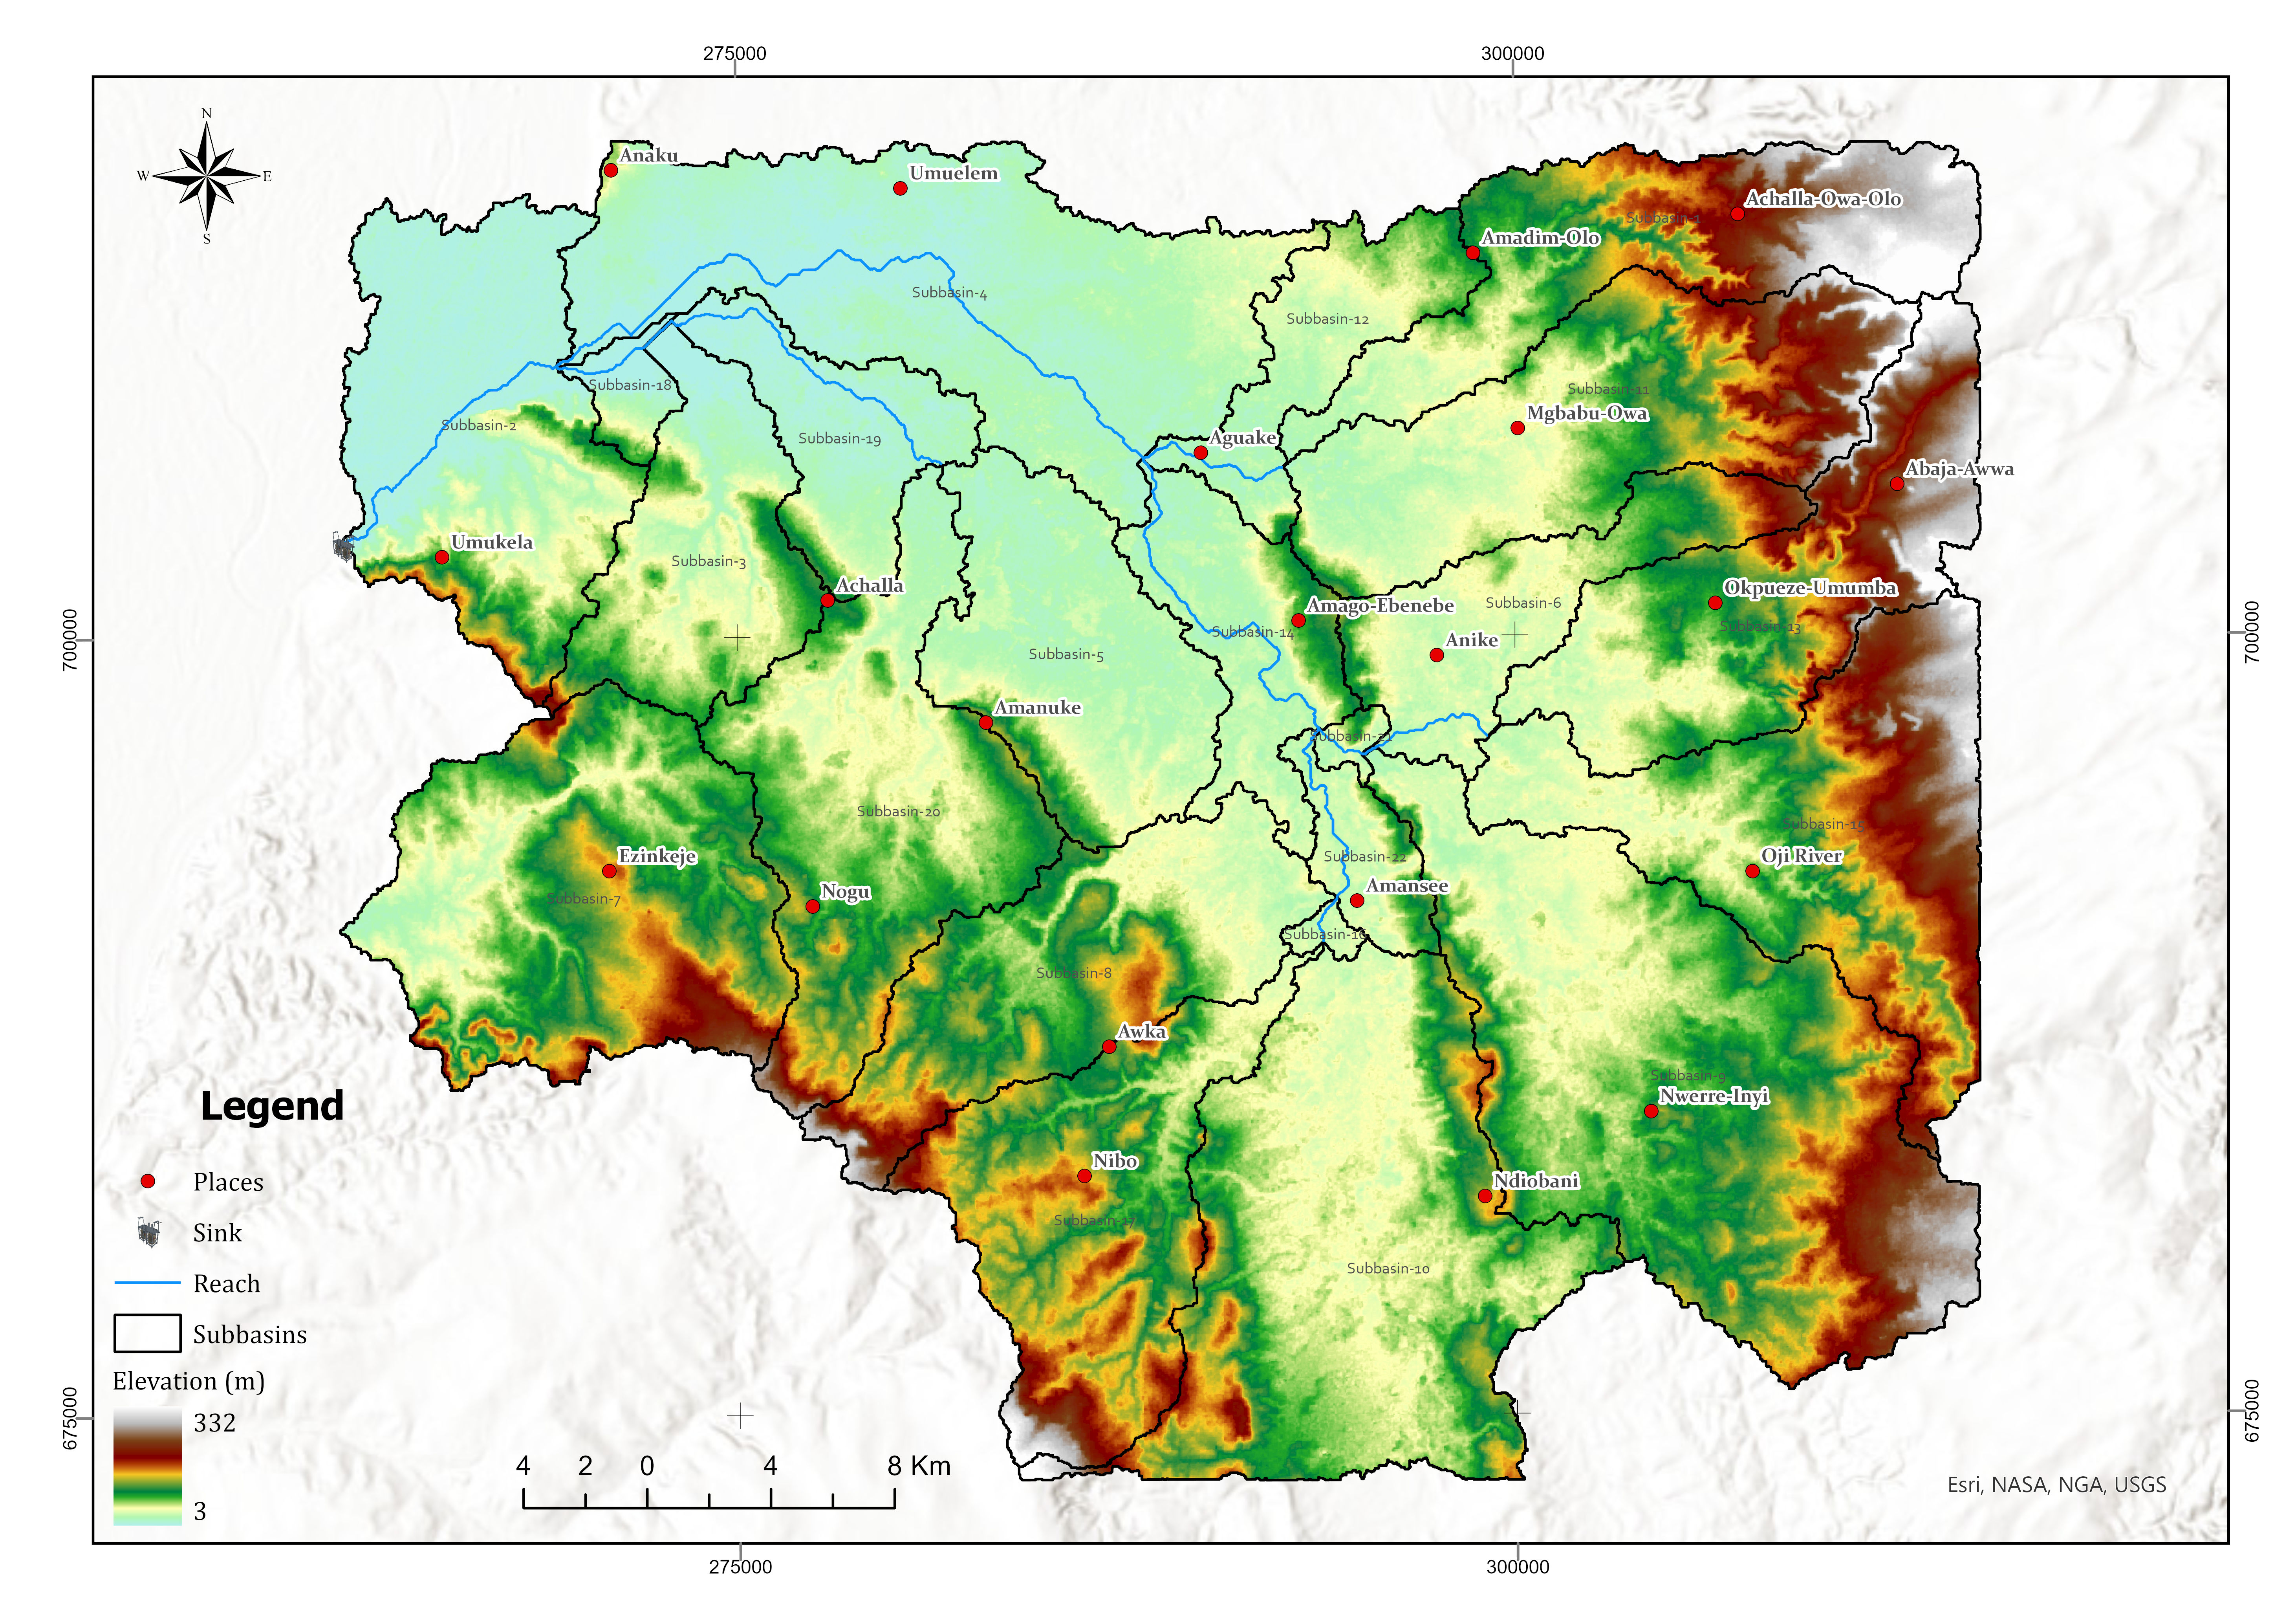 275000
300000
N
W
E
S
Anaku
Umuelem
Achalla-Owa-Olo
Subbasin-1
Amadim-Olo
Subbasin-4
Subbasin-12
Subbasin-18
Subbasin-11
Mgbabu-Owa
Subbasin-2
Subbasin-19
Aguake
Abaja-Awwa
Umukela
Subbasin-3
Achalla
Okpueze-Umumba
Subbasin-6
Amago-Ebenebe
Subbasin-14
Subbasin-13
Anike
700000
700000
Subbasin-5
Amanuke
Subbasin-21
Subbasin-20
Subbasin-15
Ezinkeje
Subbasin-22
Oji River
Subbasin-7
Nogu
Amansee
Subbasin-16
Subbasin-8
Awka
Subbasin-9
Nwerre-Inyi
Nibo
Ndiobani
Subbasin-17
Subbasin-10
Legend
Places
Sink
Reach
Subbasins
Elevation (m)
332
3
675000
675000
4 2 0 4 8 Km
Esri, NASA, NGA, USGS
275000
300000